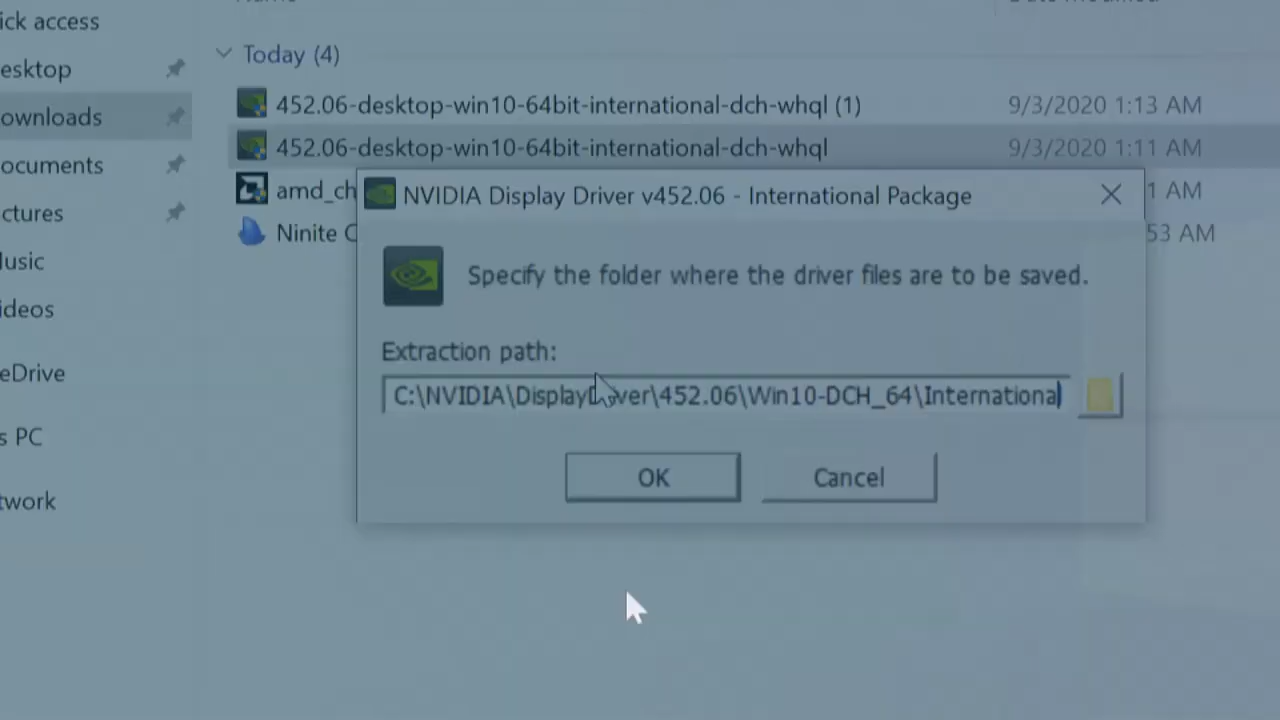 ick access
Today (4)
esktop
452.06-desktop-win10-64bit-international-dch-whql (1) 9/3/2020 1:13 AM
ownloads
452.06-desktop-win10-64bit-international-dch-whql 9/3/2020 1:11 AM
ocuments
amd_ch 1 AM
NVIDIA Display Driver v452.06 - International Package
ctures
Ninite 53 AM
usic
Specify the folder where the driver files are to be saved.
ideos
Extraction path:
eDrive
C:\NVIDIA\DisplayDriver\452.06\Win10-DCH_64\International
s PC
OK Cancel
twork